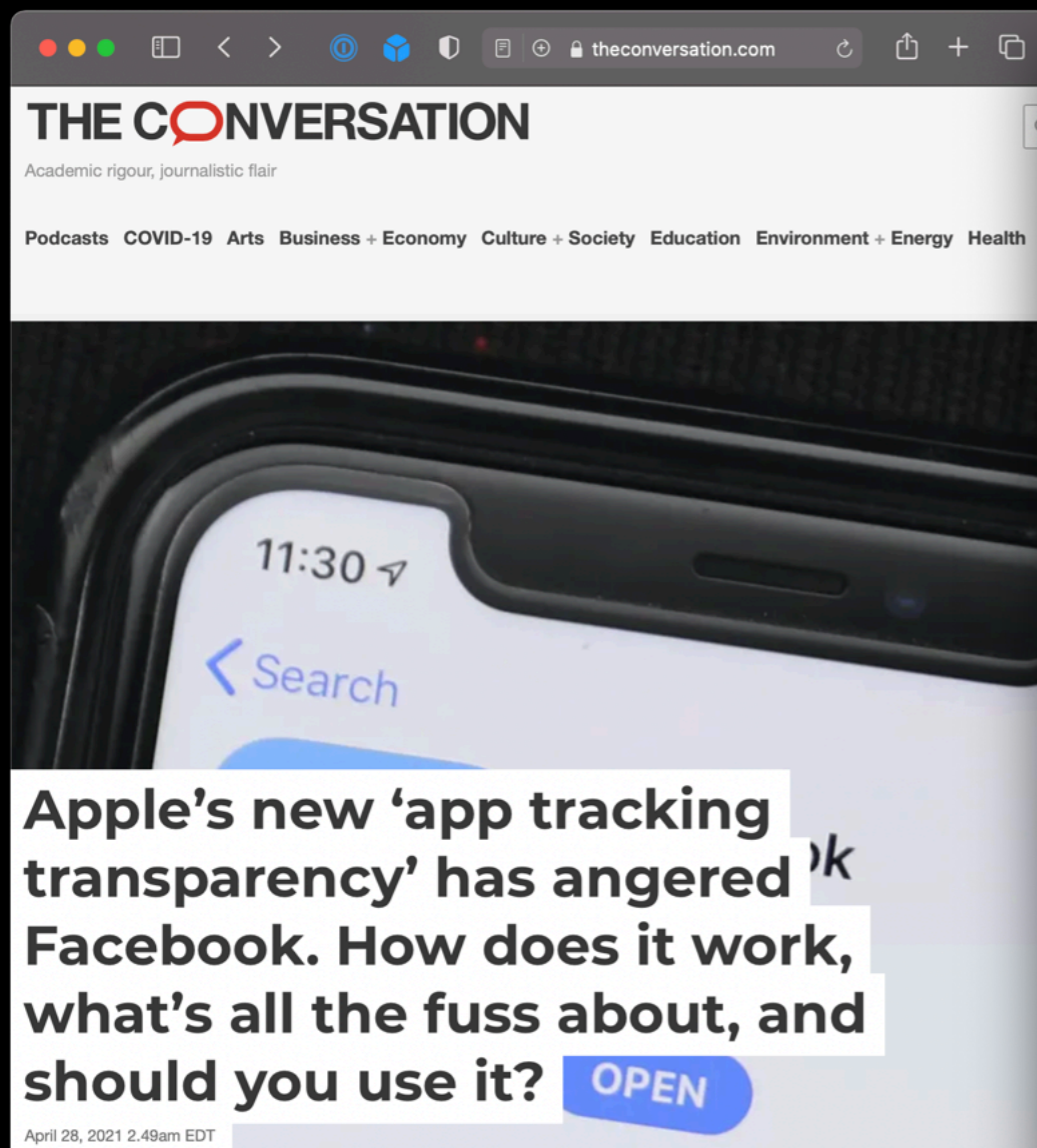 theconversation.com
THE CONVERSATION
Academic rigour, journalistic flair
Podcasts COVID-19 Arts Business + Economy Culture + Society Education Environment + Energy Health
11:30
Search
ok
Apple’s new ‘app tracking
transparency’ has angered
Facebook. How does it work,
what’s all the fuss about, and
should you use it?
OPEN
April 28, 2021 2.49am EDT